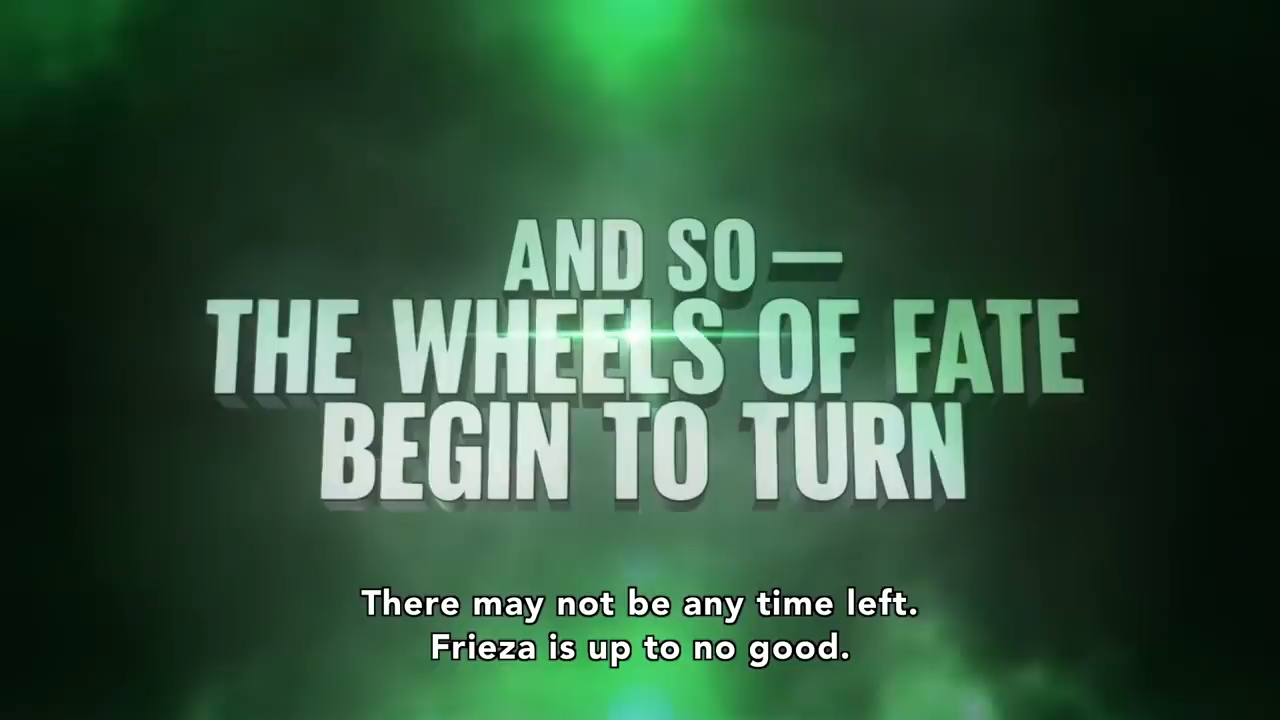 AND SO—
THE WHEELS OF FATE
BEGIN TO TURN
There may not be any time left.
Frieza is up to no good.